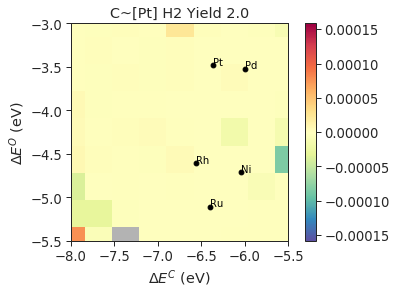 C~[Pt] H2 Yield 2.0
−3.0
−3.5
−4.0
−4.5
−5.0
−5.5
ΔE^O (eV)
Pt
Pd
Rh
Ni
Ru
−8.0 −7.5 −7.0 −6.5 −6.0 −5.5
ΔE^C (eV)
0.00015
0.00010
0.00005
0.00000
−0.00005
−0.00010
−0.00015